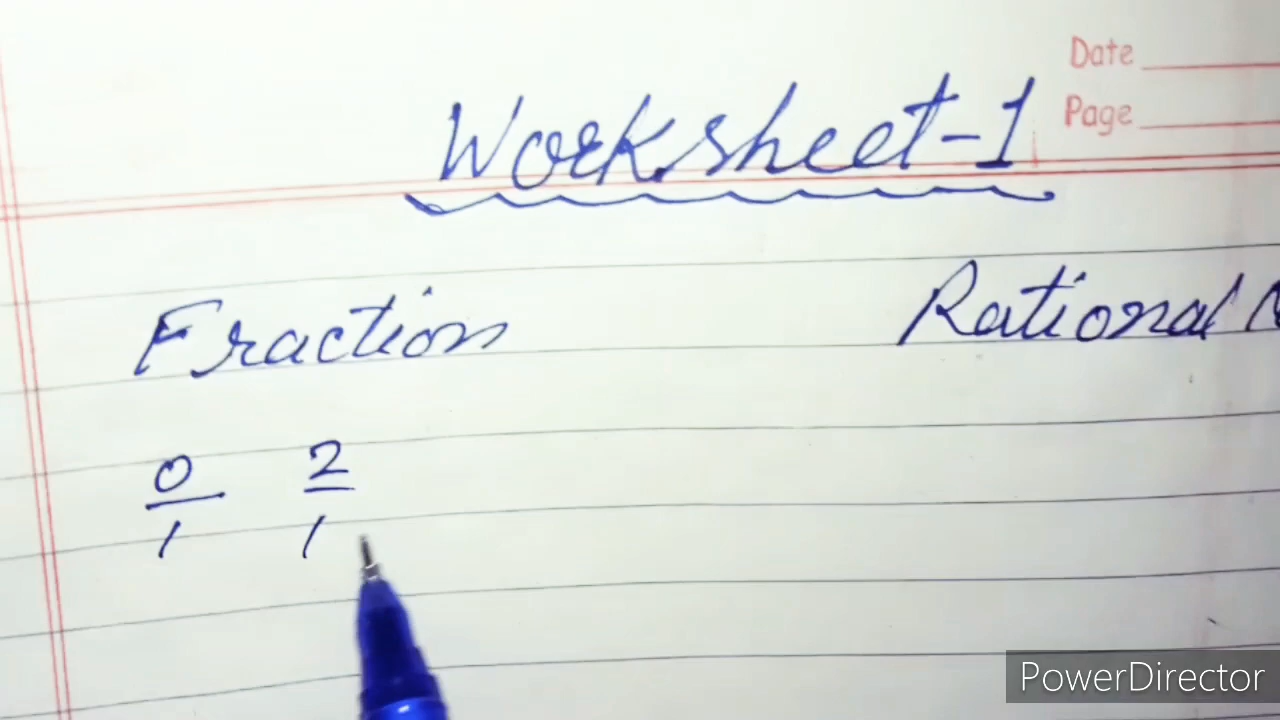 Date
Page
Worksheet-1
Fraction Rational
0/1 2/1
PowerDirector